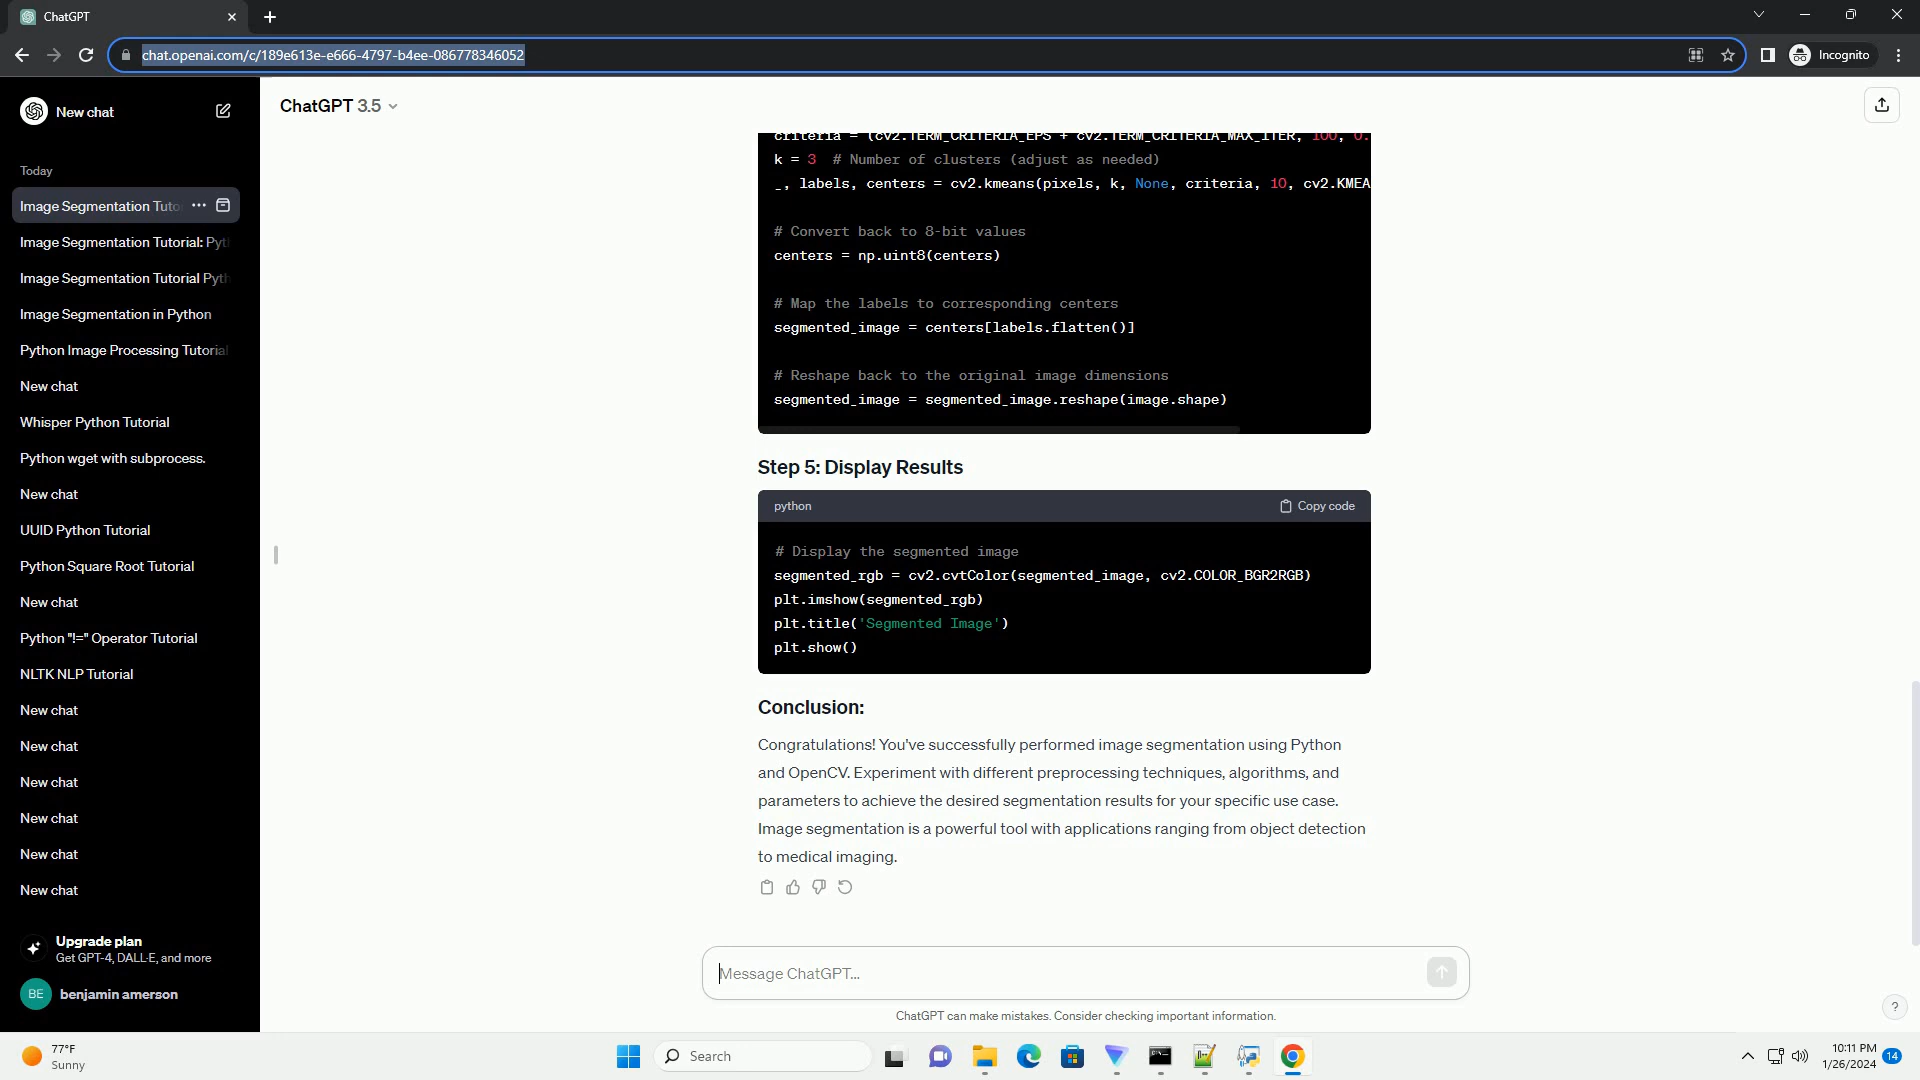 ChatGPT
chat.openai.com/c/189e613e-e666-4797-b4ee-086778346052
Incognito
New chat
Today
Image Segmentation Tuto
Image Segmentation Tutorial: Pyt
Image Segmentation Tutorial Pyth
Image Segmentation in Python
Python Image Processing Tutorial
New chat
Whisper Python Tutorial
Python wget with subprocess.
New chat
UUID Python Tutorial
Python Square Root Tutorial
New chat
Python "!=" Operator Tutorial
NLTK NLP Tutorial
New chat
New chat
New chat
New chat
New chat
New chat
Upgrade plan
Get GPT-4, DALL·E, and more
BE benjamin amerson
ChatGPT 3.5
criteria = (cv2.TERM_CRITERIA_EPS + cv2.TERM_CRITERIA_MAX_ITER, 100, 0.
k = 3  # Number of clusters (adjust as needed)
_, labels, centers = cv2.kmeans(pixels, k, None, criteria, 10, cv2.KMEA
# Convert back to 8-bit values
centers = np.uint8(centers)
# Map the labels to corresponding centers
segmented_image = centers[labels.flatten()]
# Reshape back to the original image dimensions
segmented_image = segmented_image.reshape(image.shape)
Step 5: Display Results
python Copy code
# Display the segmented image
segmented_rgb = cv2.cvtColor(segmented_image, cv2.COLOR_BGR2RGB)
plt.imshow(segmented_rgb)
plt.title('Segmented Image')
plt.show()
Conclusion:
Congratulations! You've successfully performed image segmentation using Python
and OpenCV. Experiment with different preprocessing techniques, algorithms, and
parameters to achieve the desired segmentation results for your specific use case.
Image segmentation is a powerful tool with applications ranging from object detection
to medical imaging.
Message ChatGPT...
ChatGPT can make mistakes. Consider checking important information.
?
77°F
Sunny
Search
10:11 PM
1/26/2024
14